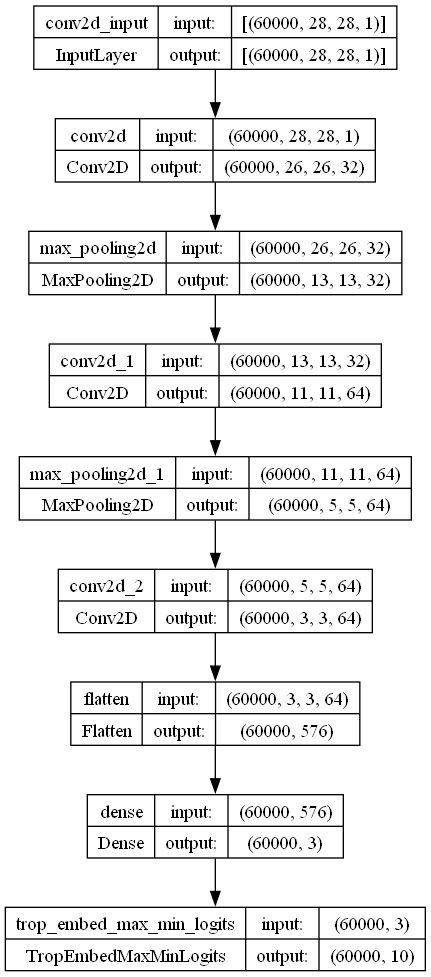 conv2d_input input: [(60000, 28, 28, 1)]
InputLayer output: [(60000, 28, 28, 1)]
conv2d input: (60000, 28, 28, 1)
Conv2D output: (60000, 26, 26, 32)
max_pooling2d input: (60000, 26, 26, 32)
MaxPooling2D output: (60000, 13, 13, 32)
conv2d_1 input: (60000, 13, 13, 32)
Conv2D output: (60000, 11, 11, 64)
max_pooling2d_1 input: (60000, 11, 11, 64)
MaxPooling2D output: (60000, 5, 5, 64)
conv2d_2 input: (60000, 5, 5, 64)
Conv2D output: (60000, 3, 3, 64)
flatten input: (60000, 3, 3, 64)
Flatten output: (60000, 576)
dense input: (60000, 576)
Dense output: (60000, 3)
trop_embed_max_min_logits input: (60000, 3)
TropEmbedMaxMinLogits output: (60000, 10)